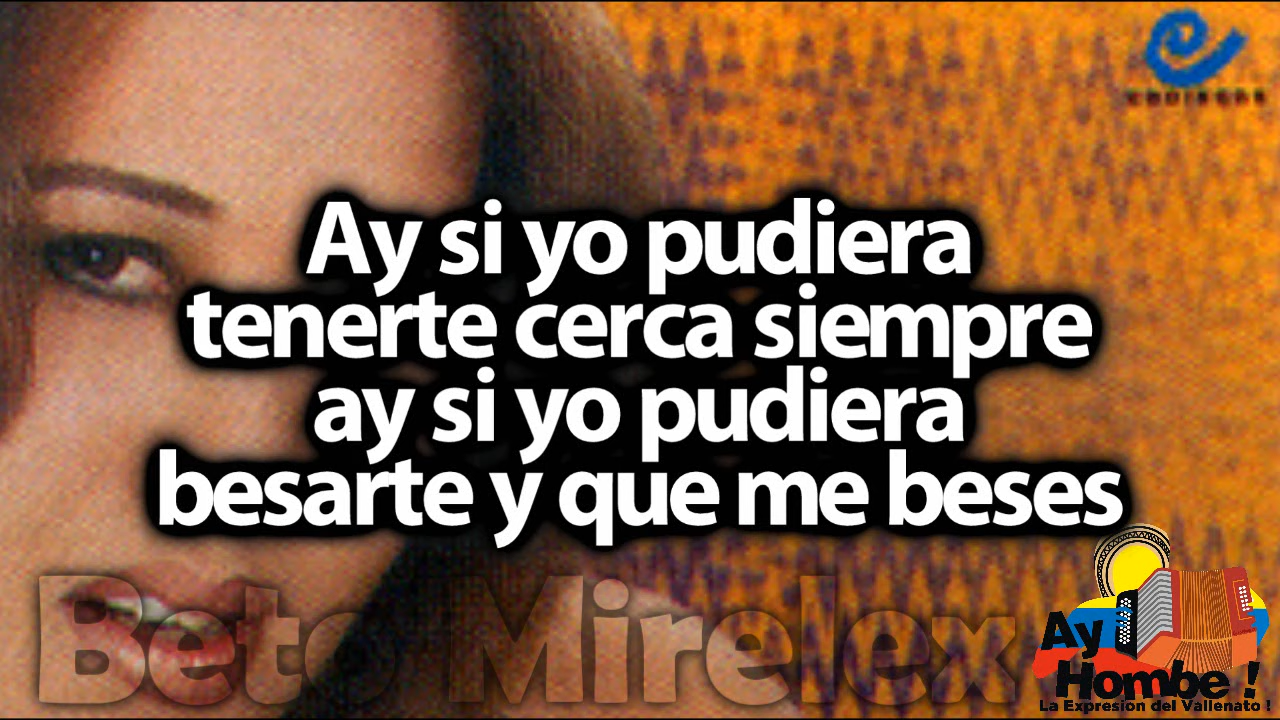 Ay si yo pudiera
tenerte cerca siempre
ay si yo pudiera
besarte y que me beses
Beto Mirelex
Ay
Hombe !
La Expresion del Vallenato !